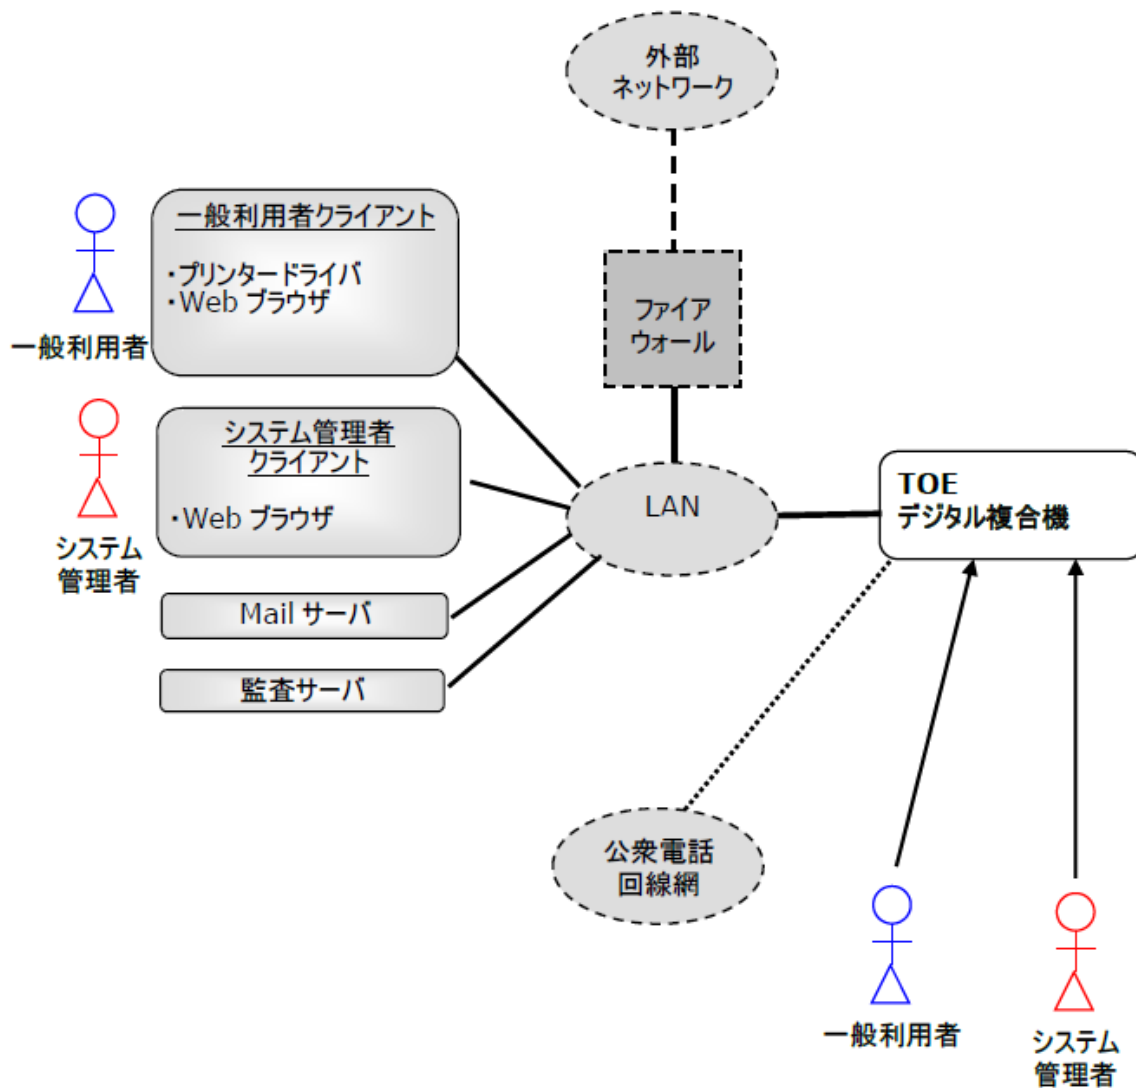 外部
ネットワーク
一般利用者クライアント
・プリンタードライバ
・Web ブラウザ
一般利用者
ファイア
ウォール
システム管理者
クライアント
・Web ブラウザ
システム
管理者
LAN
TOE
デジタル複合機
Mail サーバ
監査サーバ
公衆電話
回線網
一般利用者
システム
管理者